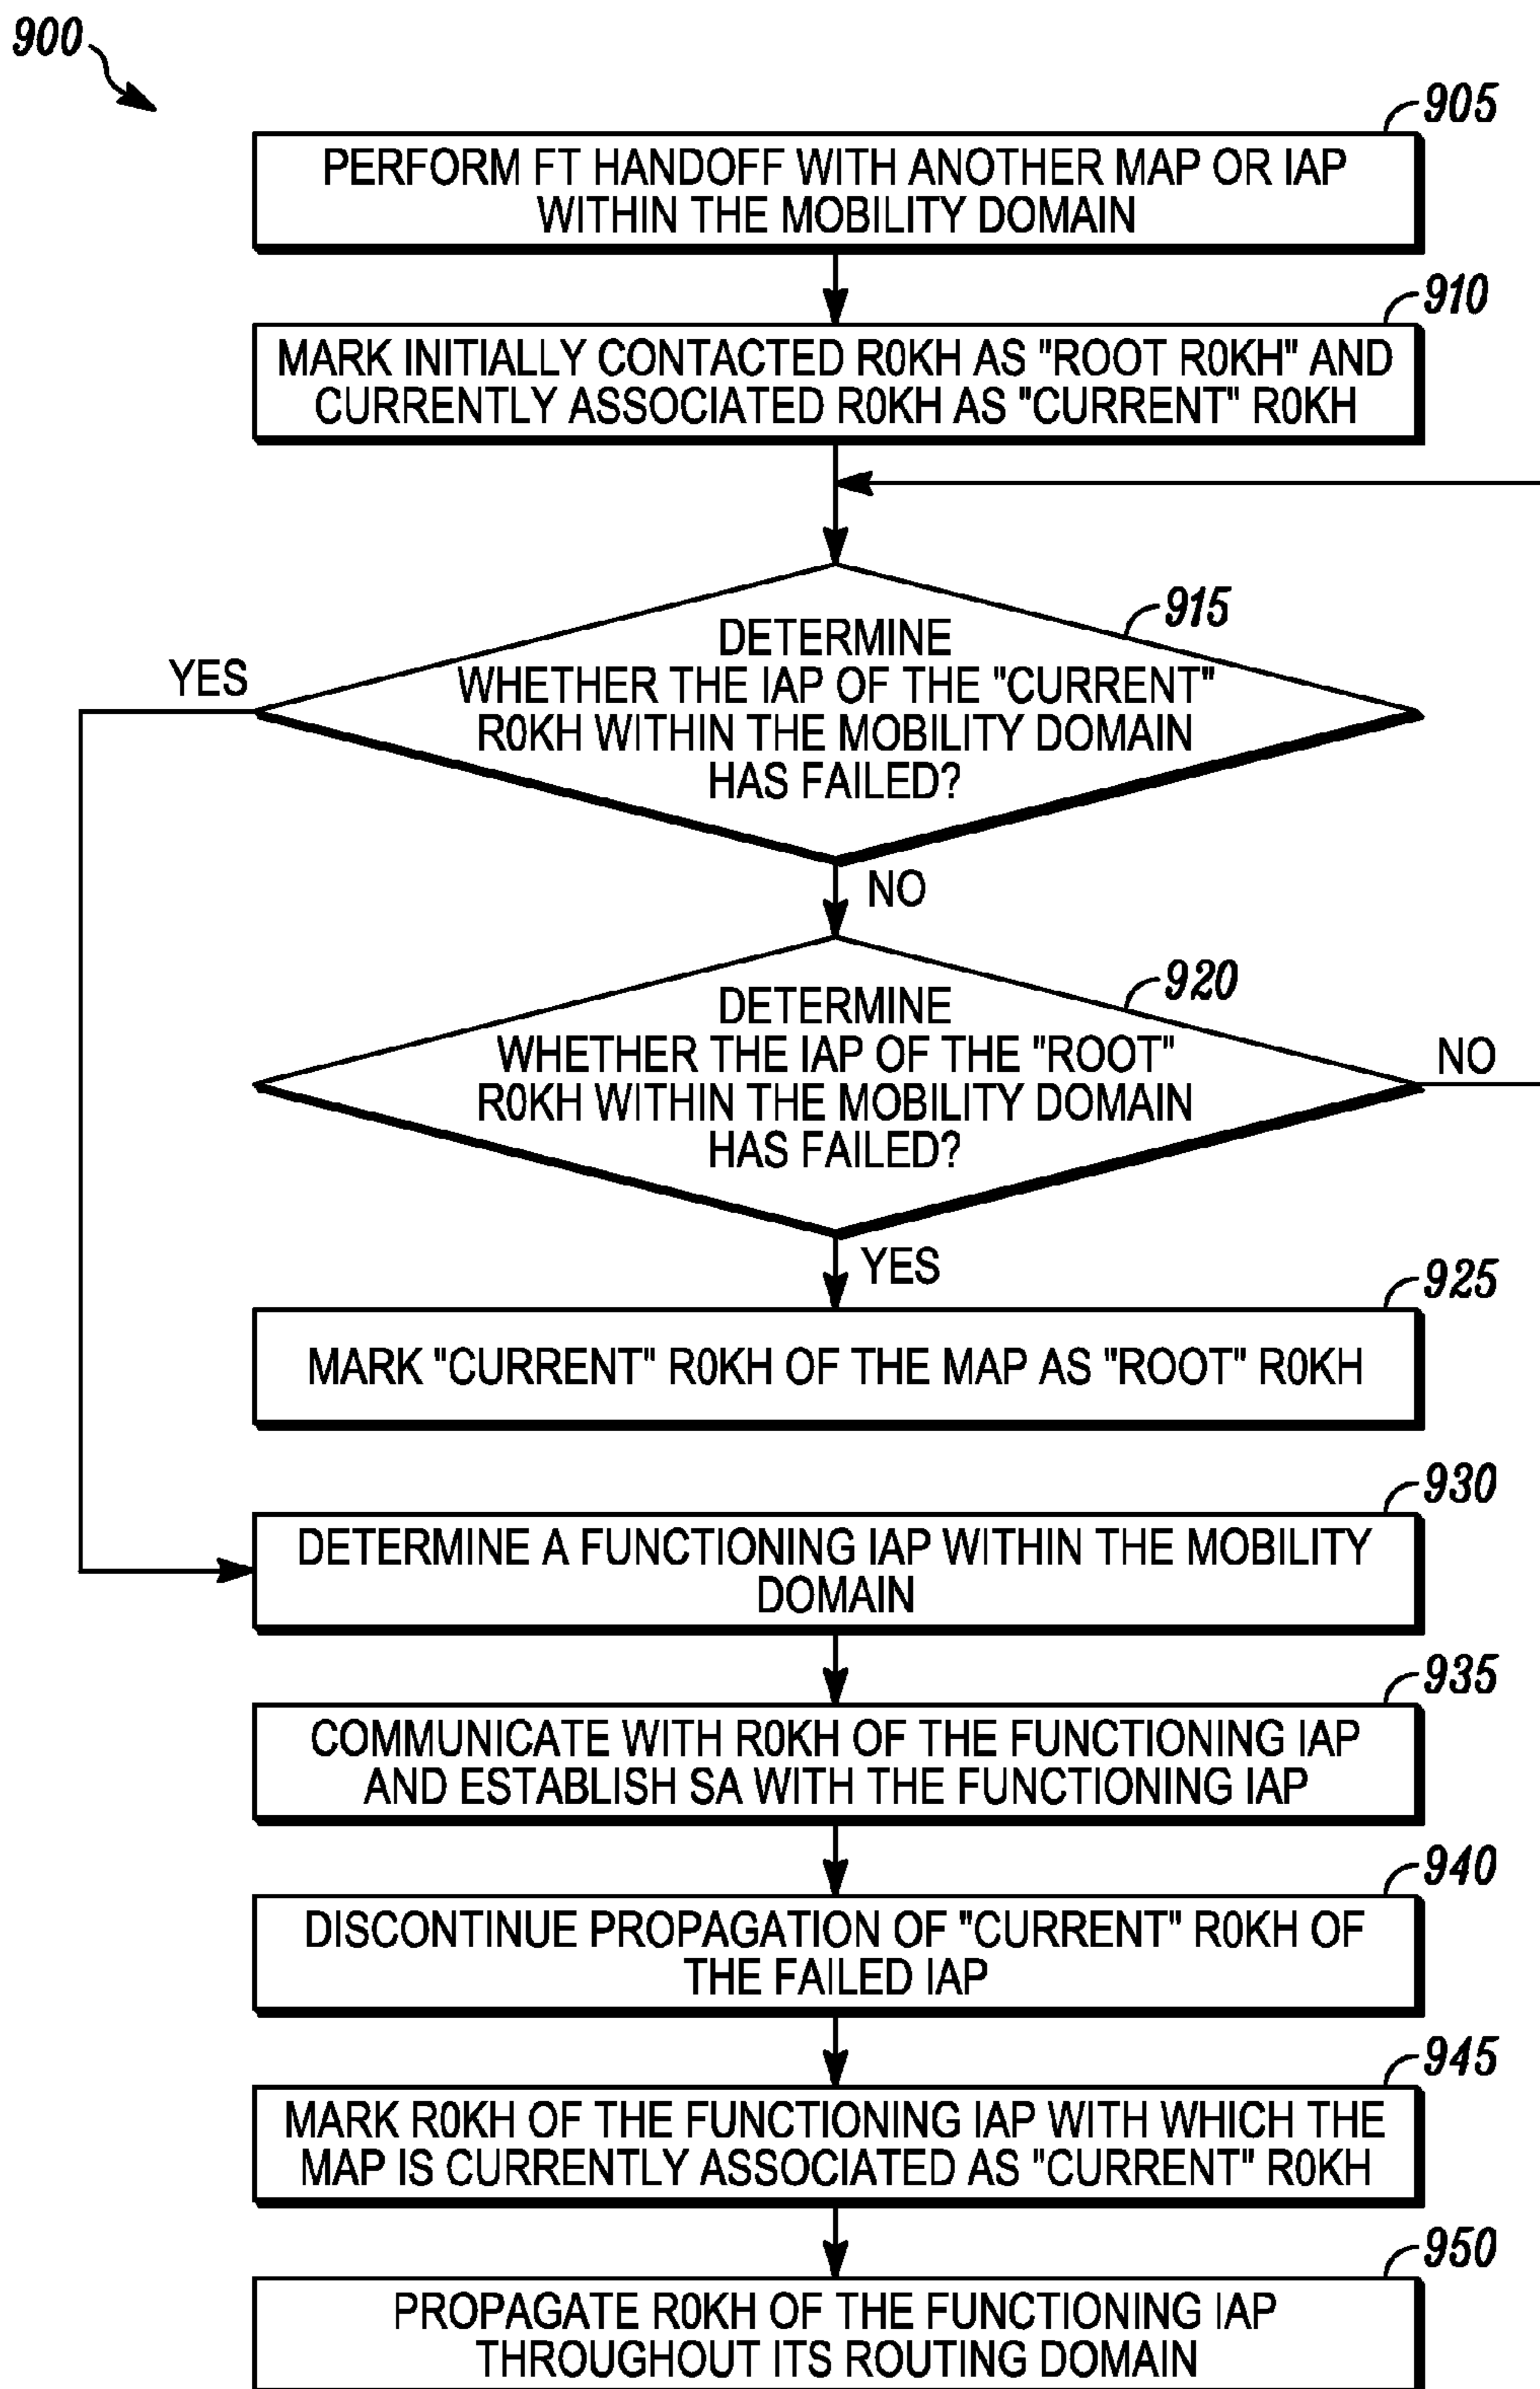 900
905
PERFORM FT HANDOFF WITH ANOTHER MAP OR IAP
WITHIN THE MOBILITY DOMAIN
910
MARK INITIALLY CONTACTED R0KH AS "ROOT R0KH" AND
CURRENTLY ASSOCIATED R0KH AS "CURRENT" R0KH
915
DETERMINE
WHETHER THE IAP OF THE "CURRENT"
R0KH WITHIN THE MOBILITY DOMAIN
HAS FAILED?
YES
NO
920
DETERMINE
WHETHER THE IAP OF THE "ROOT"
R0KH WITHIN THE MOBILITY DOMAIN
HAS FAILED?
NO
YES
925
MARK "CURRENT" R0KH OF THE MAP AS "ROOT" R0KH
930
DETERMINE A FUNCTIONING IAP WITHIN THE MOBILITY
DOMAIN
935
COMMUNICATE WITH R0KH OF THE FUNCTIONING IAP
AND ESTABLISH SA WITH THE FUNCTIONING IAP
940
DISCONTINUE PROPAGATION OF "CURRENT" R0KH OF
THE FAILED IAP
945
MARK R0KH OF THE FUNCTIONING IAP WITH WHICH THE
MAP IS CURRENTLY ASSOCIATED AS "CURRENT" R0KH
950
PROPAGATE R0KH OF THE FUNCTIONING IAP
THROUGHOUT ITS ROUTING DOMAIN